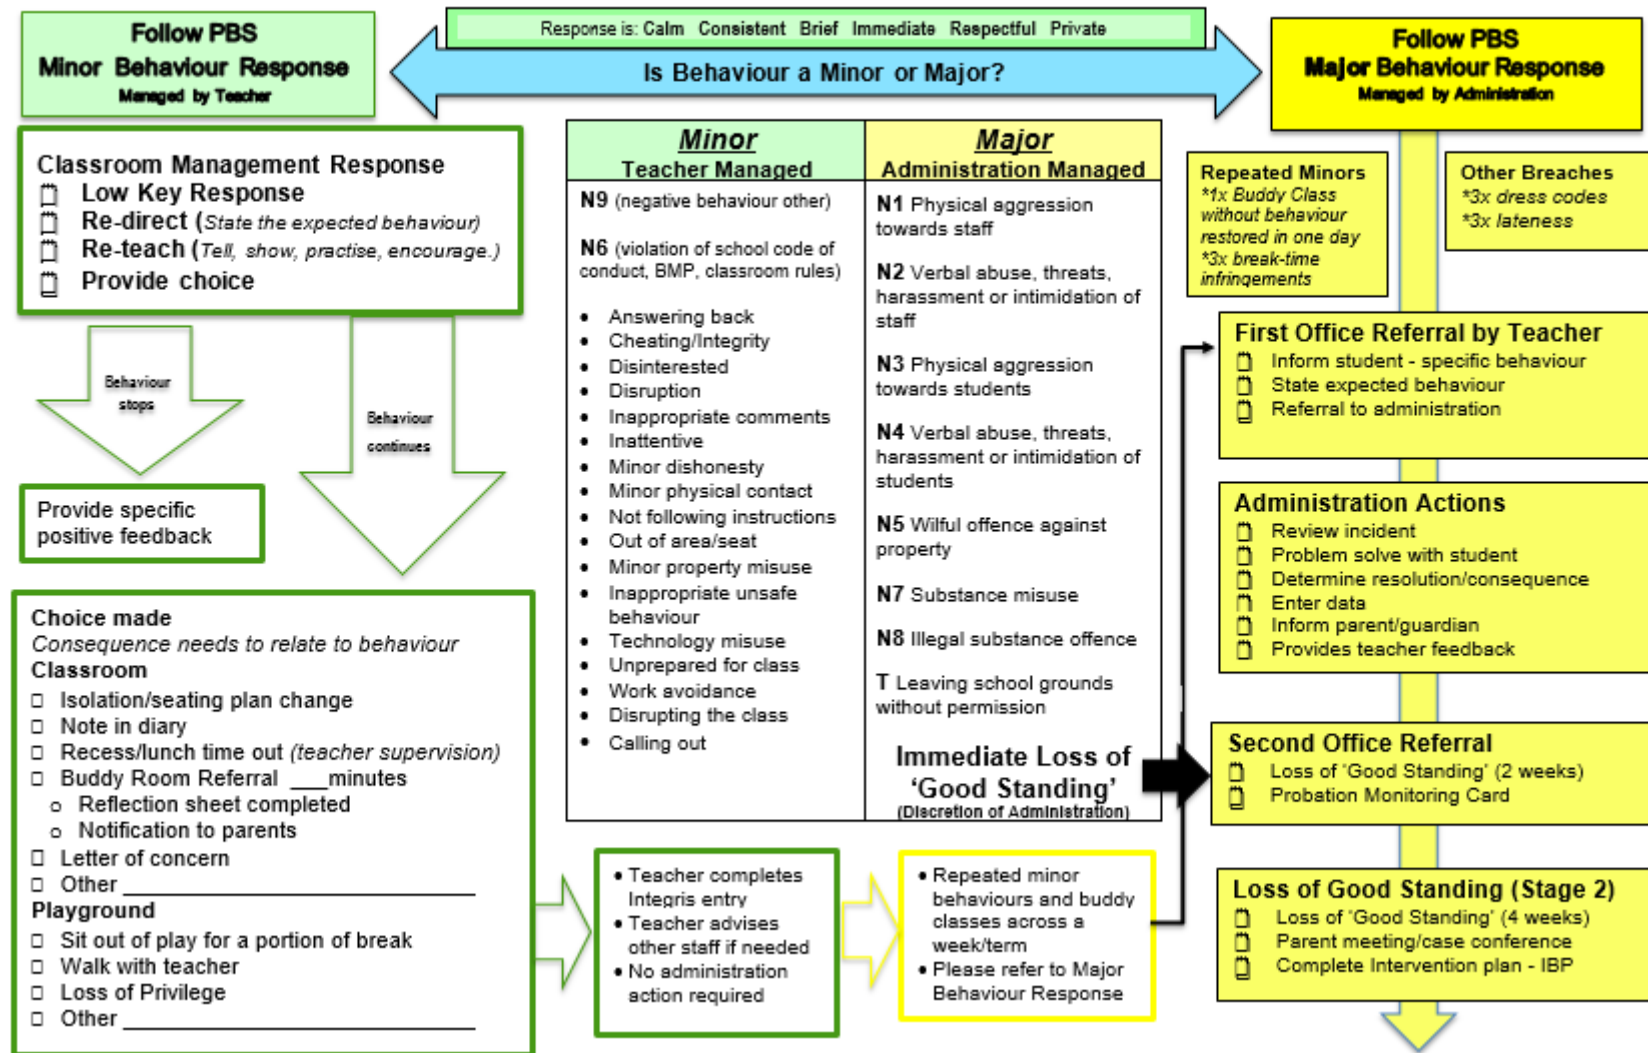 Follow PBS
Minor Behaviour Response
Managed by Teacher
Response is: Calm Consistent Brief Immediate Respectful Private
Is Behaviour a Minor or Major?
Follow PBS
Major Behaviour Response
Managed by Administration
Classroom Management Response
Low Key Response
Re-direct (State the expected behaviour)
Re-teach (Tell, show, practise, encourage.)
Provide choice
Behaviour
stops
Behaviour
continues
Provide specific
positive feedback
Choice made
Consequence needs to relate to behaviour
Classroom
Isolation/seating plan change
Note in diary
Recess/lunch time out (teacher supervision)
Buddy Room Referral ___minutes
o Reflection sheet completed
o Notification to parents
Letter of concern
Other ____________________________
Playground
Sit out of play for a portion of break
Walk with teacher
Loss of Privilege
Other ____________________________
Minor
Teacher Managed
N9 (negative behaviour other)
N6 (violation of school code of
conduct, BMP, classroom rules)
• Answering back
• Cheating/Integrity
• Disinterested
• Disruption
• Inappropriate comments
• Inattentive
• Minor dishonesty
• Minor physical contact
• Not following instructions
• Out of area/seat
• Minor property misuse
• Inappropriate unsafe
behaviour
• Technology misuse
• Unprepared for class
• Work avoidance
• Disrupting the class
• Calling out
Major
Administration Managed
N1 Physical aggression
towards staff
N2 Verbal abuse, threats,
harassment or intimidation of
staff
N3 Physical aggression
towards students
N4 Verbal abuse, threats,
harassment or intimidation of
students
N5 Wilful offence against
property
N7 Substance misuse
N8 Illegal substance offence
T Leaving school grounds
without permission
Immediate Loss of
‘Good Standing’
(Discretion of Administration)
• Teacher completes
Integris entry
• Teacher advises
other staff if needed
• No administration
action required
• Repeated minor
behaviours and buddy
classes across a
week/term
• Please refer to Major
Behaviour Response
Repeated Minors
*1x Buddy Class
without behaviour
restored in one day
*3x break-time
infringements
Other Breaches
*3x dress codes
*3x lateness
First Office Referral by Teacher
Inform student - specific behaviour
State expected behaviour
Referral to administration
Administration Actions
Review incident
Problem solve with student
Determine resolution/consequence
Enter data
Inform parent/guardian
Provides teacher feedback
Second Office Referral
Loss of ‘Good Standing’ (2 weeks)
Probation Monitoring Card
Loss of Good Standing (Stage 2)
Loss of ‘Good Standing’ (4 weeks)
Parent meeting/case conference
Complete Intervention plan - IBP